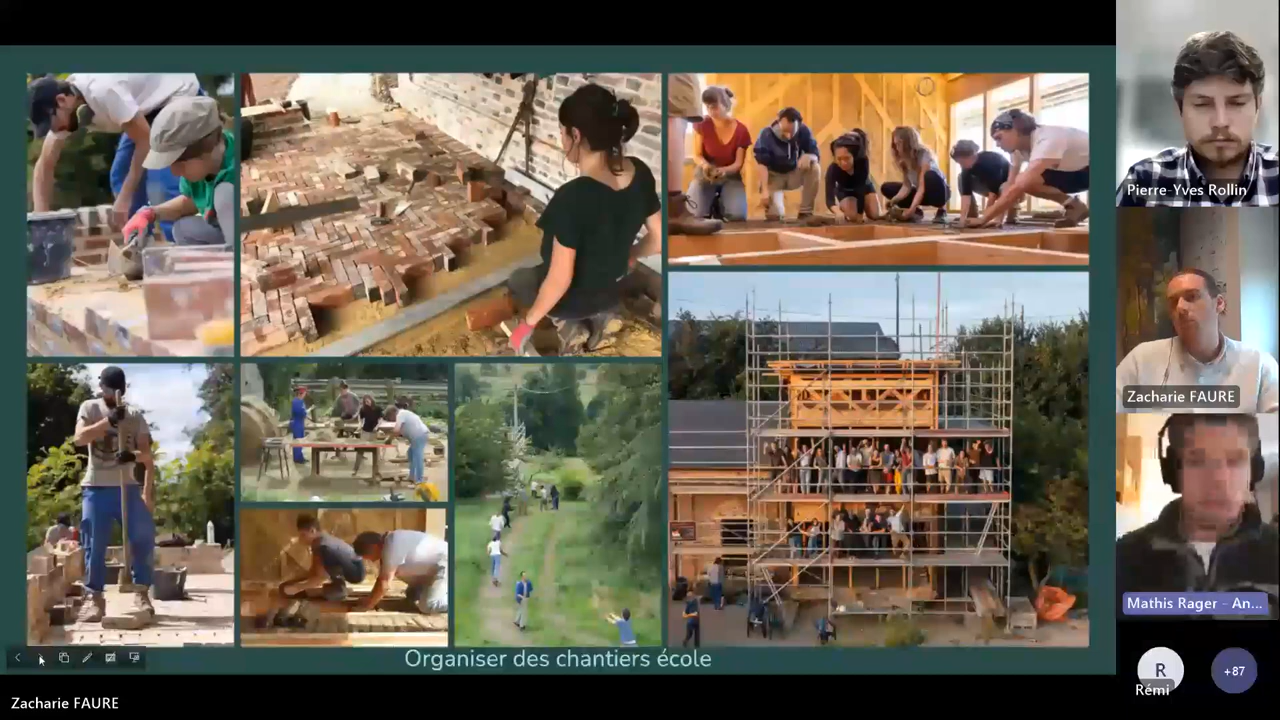 Pierre-Yves Rollin
Zacharie FAURE
Mathis Rager - An...
R
Rémi
+87
Organiser des chantiers école
Zacharie FAURE